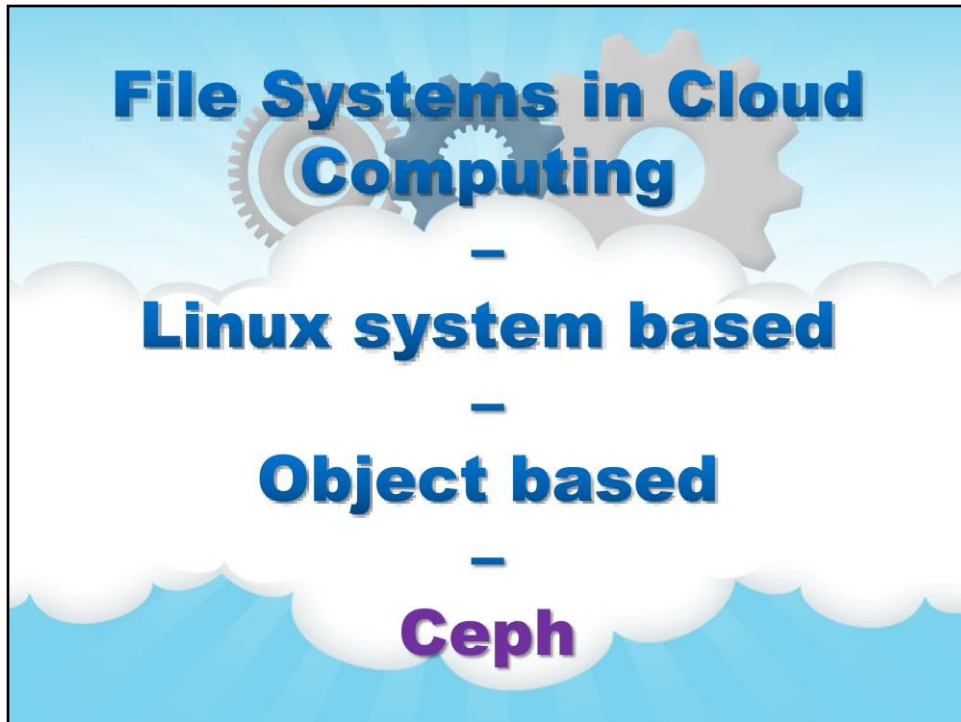 File Systems in Cloud
Computing
–
Linux system based
–
Object based
–
Ceph